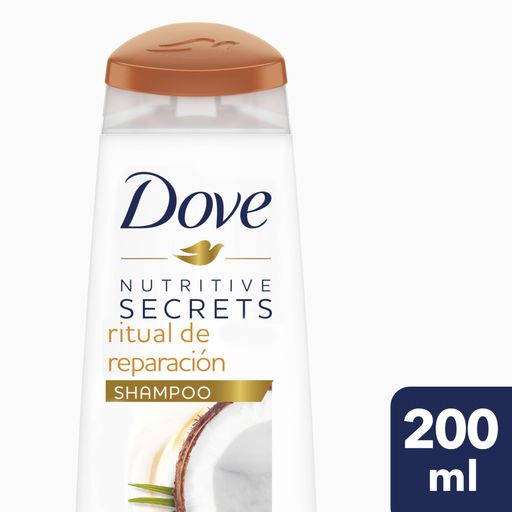 Dove
NUTRITIVE
SECRETS
ritual de
reparación
SHAMPOO
200
ml